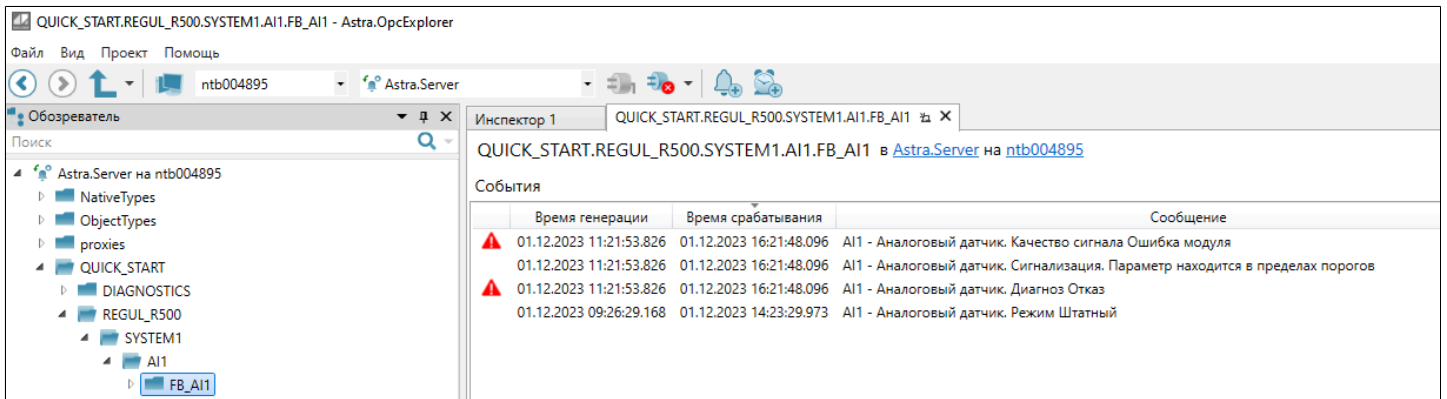 QUICK_START.REGUL_R500.SYSTEM1.AI1.FB_AI1 - Astra.OpcExplorer
Файл Вид Проект Помощь
ntb004895 Astra.Server
Обозреватель
Поиск
Astra.Server на ntb004895
NativeTypes
ObjectTypes
proxies
QUICK_START
DIAGNOSTICS
REGUL_R500
SYSTEM1
AI1
FB_AI1
Инспектор 1 QUICK_START.REGUL_R500.SYSTEM1.AI1.FB_AI1
QUICK_START.REGUL_R500.SYSTEM1.AI1.FB_AI1 в Astra.Server на ntb004895
События
Время генерации Время срабатывания Сообщение
01.12.2023 11:21:53.826 01.12.2023 16:21:48.096 AI1 - Аналоговый датчик. Качество сигнала Ошибка модуля
01.12.2023 11:21:53.826 01.12.2023 16:21:48.096 AI1 - Аналоговый датчик. Сигнализация. Параметр находится в пределах порогов
01.12.2023 11:21:53.826 01.12.2023 16:21:48.096 AI1 - Аналоговый датчик. Диагноз Отказ
01.12.2023 09:26:29.168 01.12.2023 14:23:29.973 AI1 - Аналоговый датчик. Режим Штатный